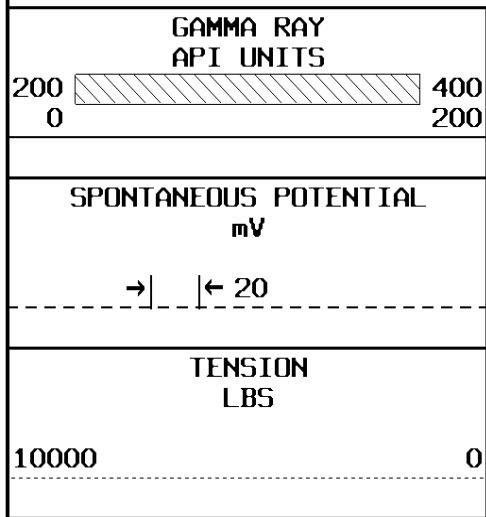 GAMMA RAY
API UNITS
200 400
0 200
SPONTANEOUS POTENTIAL
mV
→| |← 20
TENSION
LBS
10000 0